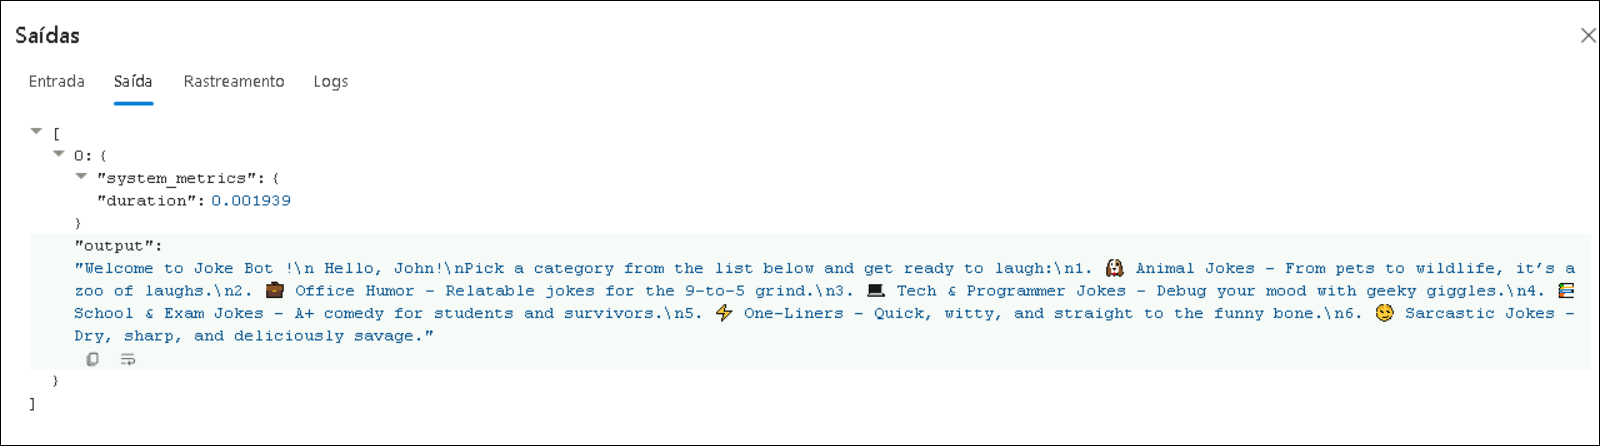 Saídas
Entrada Saída Rastreamento Logs
[
0: {
"system_metrics": {
"duration": 0.001939
}
"output":
"Welcome to Joke Bot !\n Hello, John!\nPick a category from the list below and get ready to laugh:\n1. 🐶 Animal Jokes – From pets to wildlife, it’s a
zoo of laughs.\n2. 💼 Office Humor – Relatable jokes for the 9-to-5 grind.\n3. 💻 Tech & Programmer Jokes – Debug your mood with geeky giggles.\n4. 📚
School & Exam Jokes – A+ comedy for students and survivors.\n5. ⚡ One-Liners – Quick, witty, and straight to the funny bone.\n6. 😏 Sarcastic Jokes –
Dry, sharp, and deliciously savage."
}
]